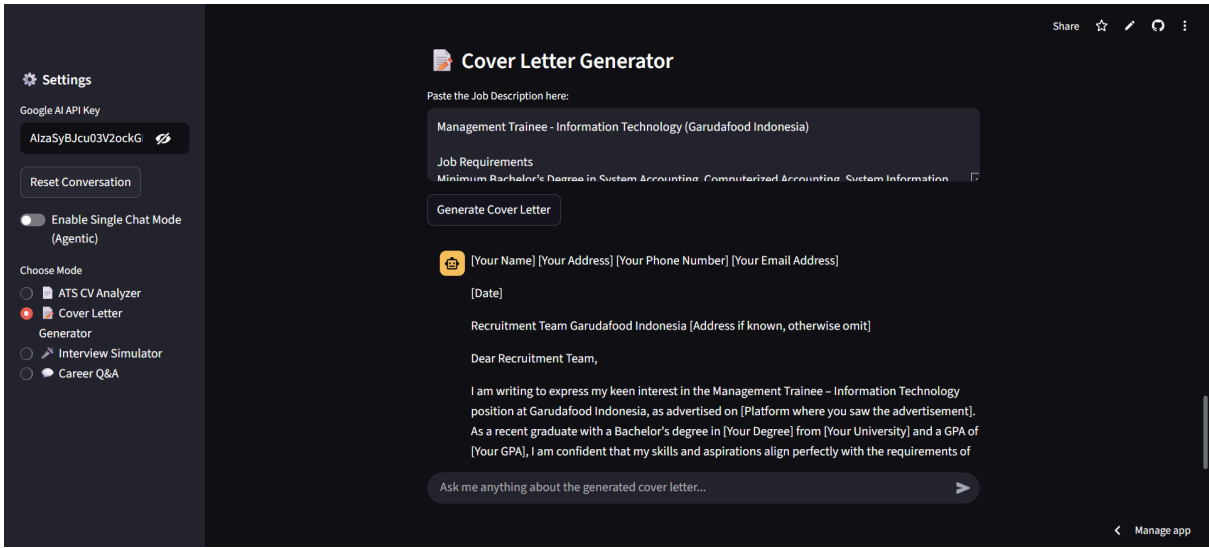 Share
Settings
Google AI API Key
Reset Conversation
Enable Single Chat Mode
(Agentic)
Choose Mode
ATS CV Analyzer
Cover Letter
Generator
Interview Simulator
Career Q&A
Cover Letter Generator
Paste the Job Description here:
Management Trainee - Information Technology (Garudafood Indonesia)
Job Requirements
Minimum Bachelor's Degree in System Accounting, Computerized Accounting, System Information
Generate Cover Letter
[Your Name] [Your Address] [Your Phone Number] [Your Email Address]
[Date]
Recruitment Team Garudafood Indonesia [Address if known, otherwise omit]
Dear Recruitment Team,
I am writing to express my keen interest in the Management Trainee – Information Technology
position at Garudafood Indonesia, as advertised on [Platform where you saw the advertisement].
As a recent graduate with a Bachelor's degree in [Your Degree] from [Your University] and a GPA of
[Your GPA], I am confident that my skills and aspirations align perfectly with the requirements of
Ask me anything about the generated cover letter...
Manage app